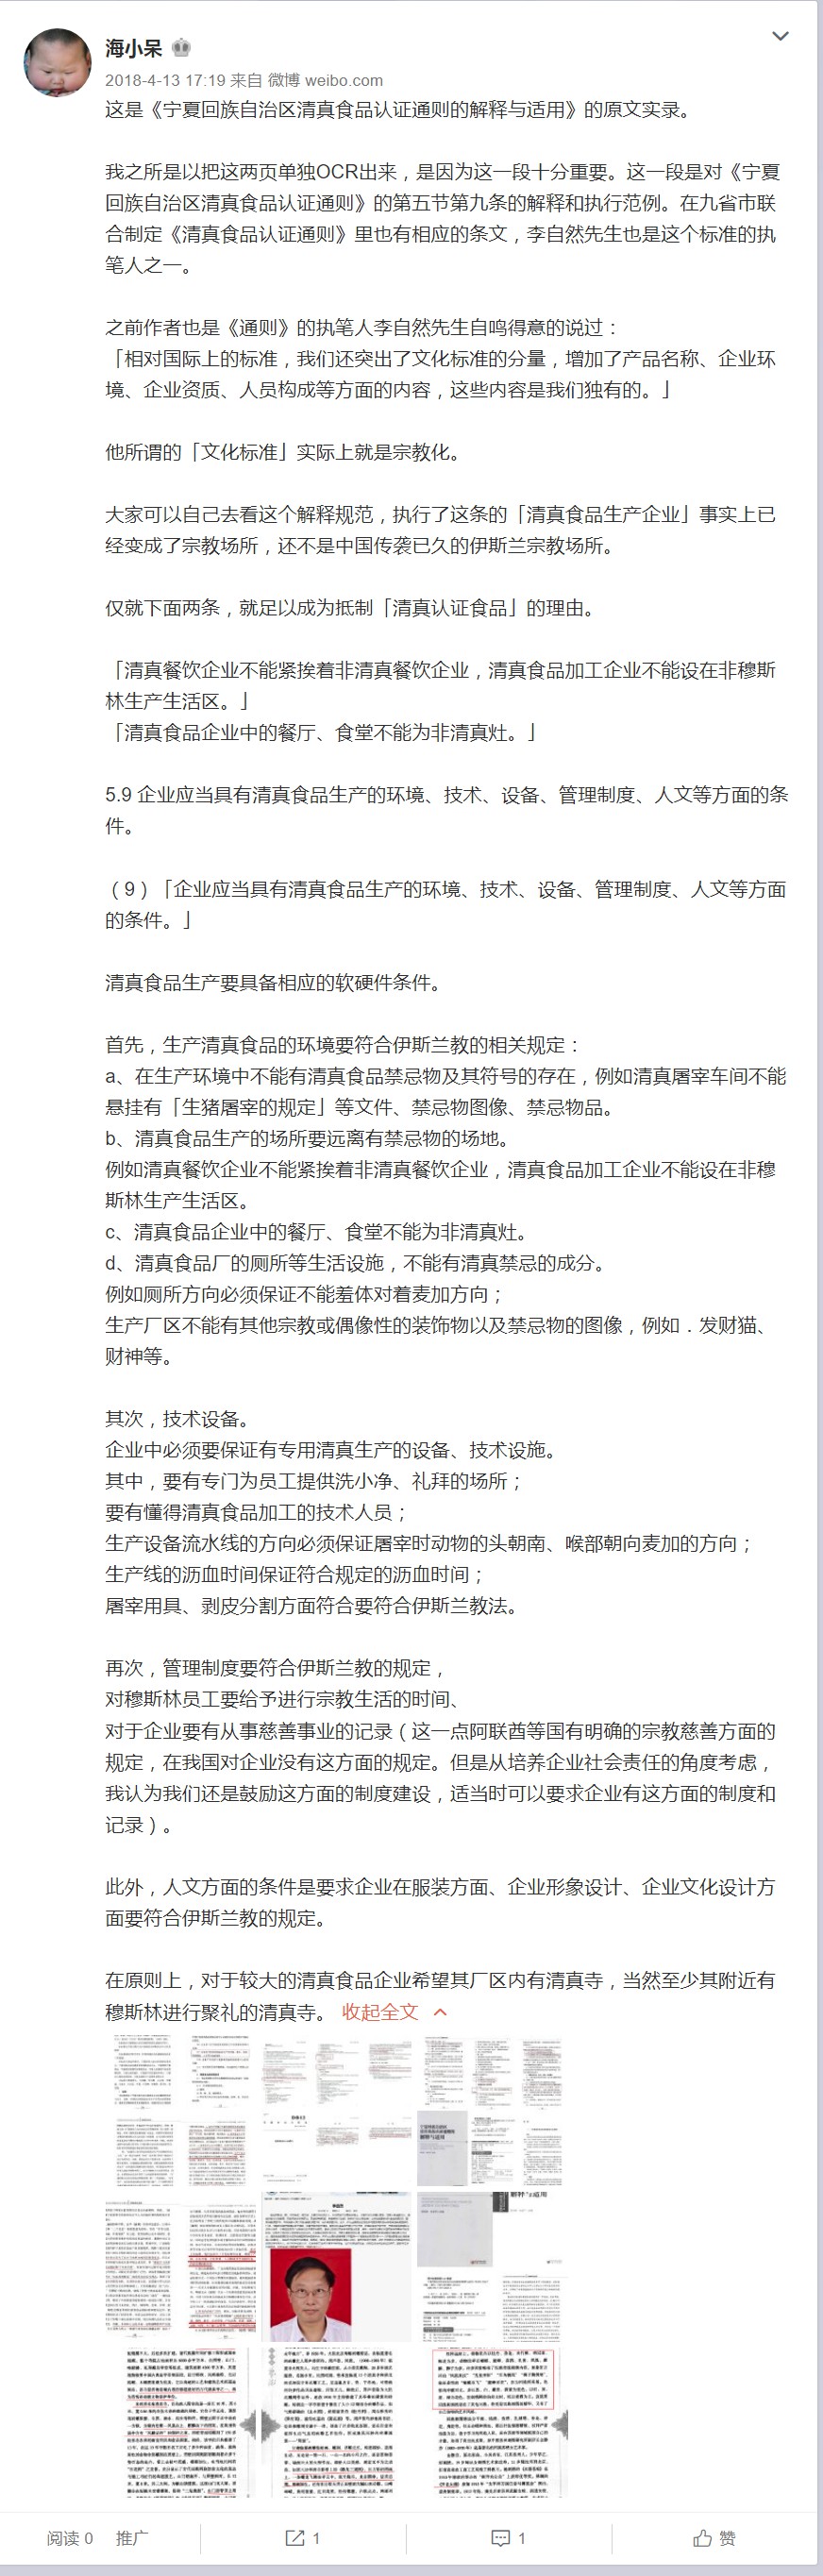 海小呆
2018-4-13 17:19 来自 微博 weibo.com
这是《宁夏回族自治区清真食品认证通则的解释与适用》的原文实录。
我之所是以把这两页单独OCR出来，是因为这一段十分重要。这一段是对《宁夏
回族自治区清真食品认证通则》的第五节第九条的解释和执行范例。在九省市联
合制定《清真食品认证通则》里也有相应的条文，李自然先生也是这个标准的执
笔人之一。
之前作者也是《通则》的执笔人李自然先生自鸣得意的说过：
「相对国际上的标准，我们还突出了文化标准的分量，增加了产品名称、企业环
境、企业资质、人员构成等方面的内容，这些内容是我们独有的。」
他所谓的「文化标准」实际上就是宗教化。
大家可以自己去看这个解释规范，执行了这条的「清真食品生产企业」事实上已
经变成了宗教场所，还不是中国传袭已久的伊斯兰宗教场所。
仅就下面两条，就足以成为抵制「清真认证食品」的理由。
「清真餐饮企业不能紧挨着非清真餐饮企业，清真食品加工企业不能设在非穆斯
林生产生活区。」
「清真食品企业中的餐厅、食堂不能为非清真灶。」
5.9 企业应当具有清真食品生产的环境、技术、设备、管理制度、人文等方面的条
件。
（9）「企业应当具有清真食品生产的环境、技术、设备、管理制度、人文等方面
的条件。」
清真食品生产要具备相应的软硬件条件。
首先，生产清真食品的环境要符合伊斯兰教的相关规定：
a、在生产环境中不能有清真食品禁忌物及其符号的存在，例如清真屠宰车间不能
悬挂有「生猪屠宰的规定」等文件、禁忌物图像、禁忌物品。
b、清真食品生产的场所要远离有禁忌物的场地。
例如清真餐饮企业不能紧挨着非清真餐饮企业，清真食品加工企业不能设在非穆
斯林生产生活区。
c、清真食品企业中的餐厅、食堂不能为非清真灶。
d、清真食品厂的厕所等生活设施，不能有清真禁忌的成分。
例如厕所方向必须保证不能羞体对着麦加方向；
生产厂区不能有其他宗教或偶像性的装饰物以及禁忌物的图像，例如．发财猫、
财神等。
其次，技术设备。
企业中必须要保证有专用清真生产的设备、技术设施。
其中，要有专门为员工提供洗小净、礼拜的场所；
要有懂得清真食品加工的技术人员；
生产设备流水线的方向必须保证屠宰时动物的头朝南、喉部朝向麦加的方向；
生产线的沥血时间保证符合规定的沥血时间；
屠宰用具、剥皮分割方面符合要符合伊斯兰教法。
再次，管理制度要符合伊斯兰教的规定，
对穆斯林员工要给予进行宗教生活的时间、
对于企业要有从事慈善事业的记录（这一点阿联酋等国有明确的宗教慈善方面的
规定，在我国对企业没有这方面的规定。但是从培养企业社会责任的角度考虑，
我认为我们还是鼓励这方面的制度建设，适当时可以要求企业有这方面的制度和
记录）。
此外，人文方面的条件是要求企业在服装方面、企业形象设计、企业文化设计方
面要符合伊斯兰教的规定。
在原则上，对于较大的清真食品企业希望其厂区内有清真寺，当然至少其附近有
穆斯林进行聚礼的清真寺。 收起全文
阅读 0 推广 1 1 赞